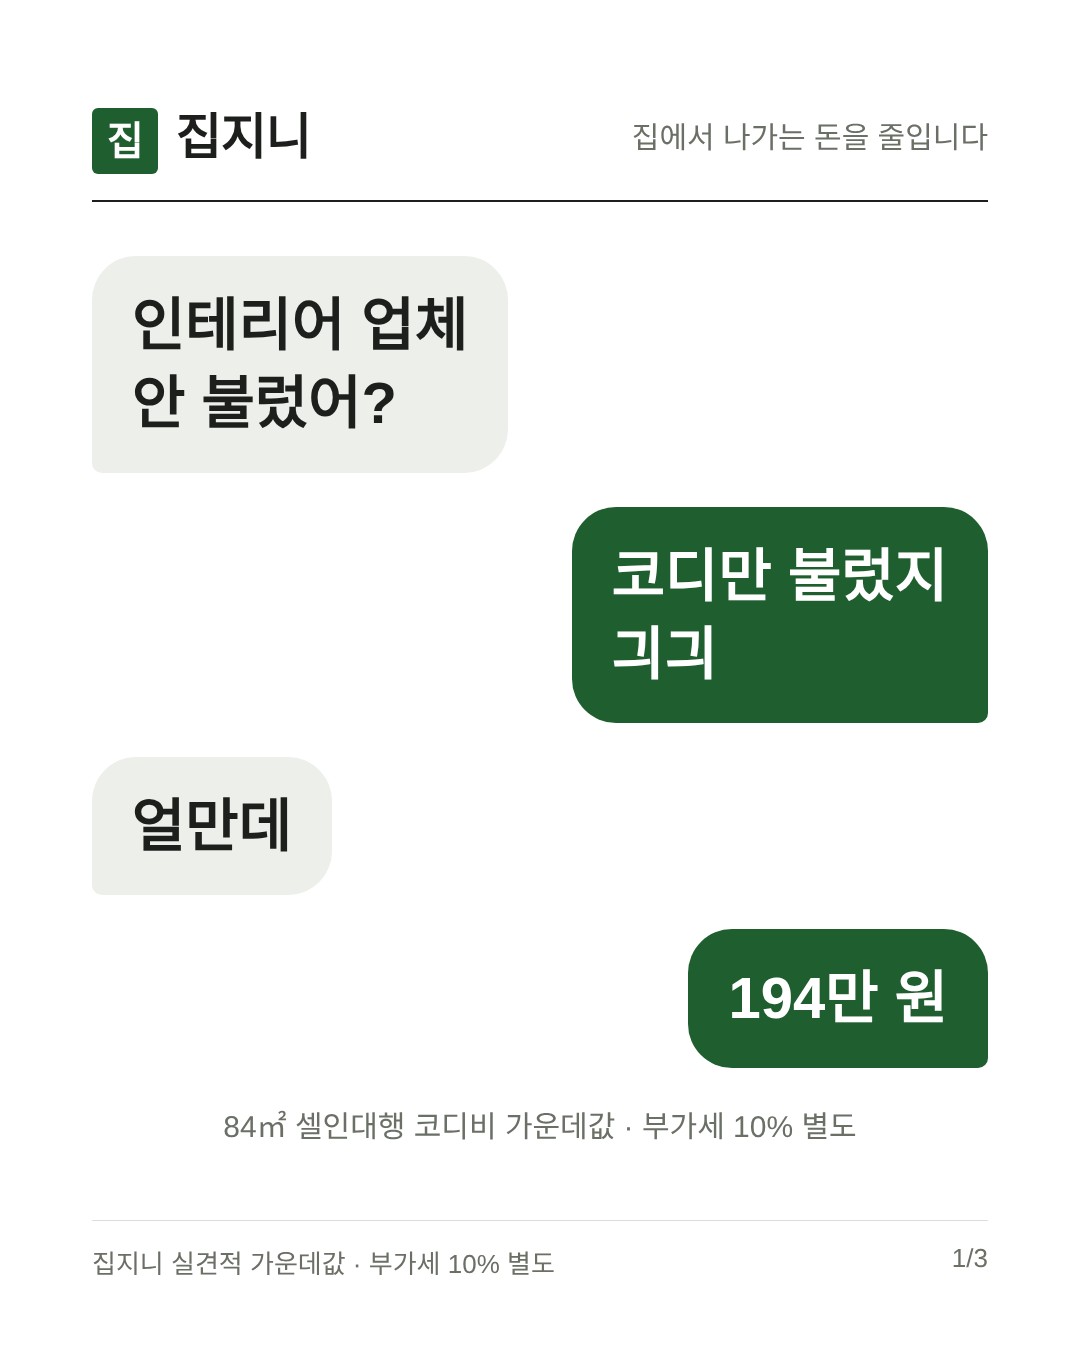 집 집지니 집에서 나가는 돈을 줄입니다
인테리어 업체
안 불렀어?
코디만 불렀지
긔긔
얼만데
194만 원
84㎡ 셀인대행 코디비 가운데값 · 부가세 10% 별도
집지니 실견적 가운데값 · 부가세 10% 별도 1/3